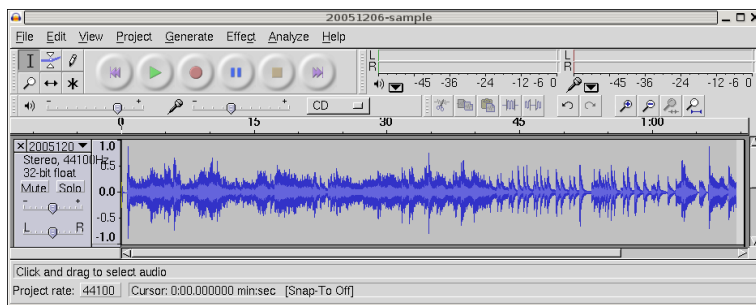 20051206-sample
File Edit View Project Generate Effect Analyze Help
L
R
-45 -36 -24 -12 -6 0
L
R
-45 -36 -24 -12 -6 0
- + - + CD
0 15 30 45 1:00
2005120
Stereo, 44100Hz
32-bit float
Mute Solo
- +
L R
1.0
0.5
0.0
-0.5
-1.0
Click and drag to select audio
Project rate: 44100 Cursor: 0:00.000000 min:sec [Snap-To Off]